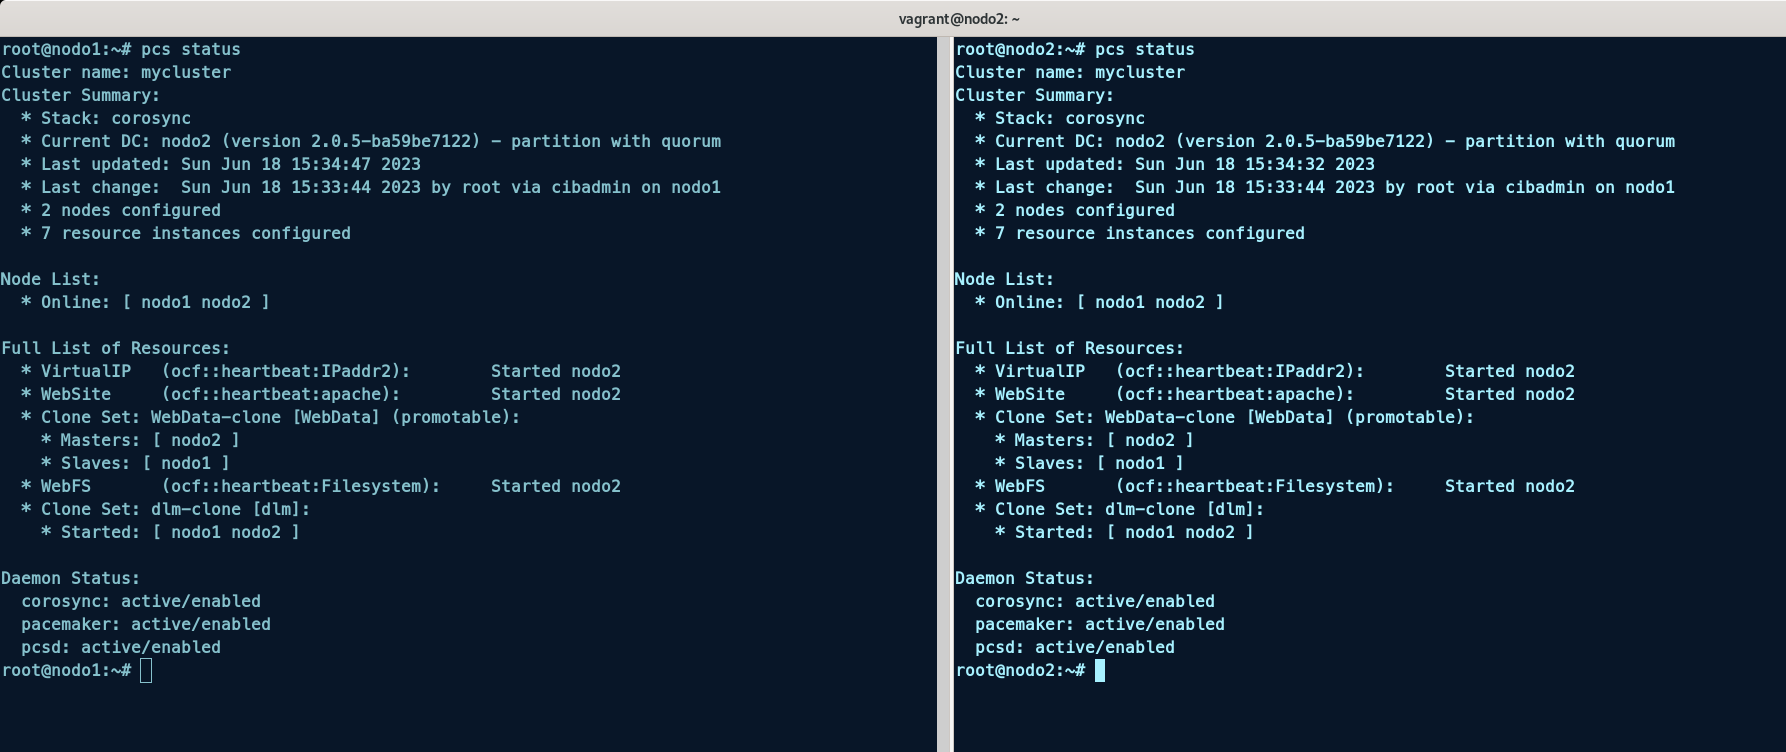 vagrant@nodo2: ~
root@nodo1:~# pcs status
Cluster name: mycluster
Cluster Summary:
  * Stack: corosync
  * Current DC: nodo2 (version 2.0.5-ba59be7122) - partition with quorum
  * Last updated: Sun Jun 18 15:34:47 2023
  * Last change:  Sun Jun 18 15:33:44 2023 by root via cibadmin on nodo1
  * 2 nodes configured
  * 7 resource instances configured

Node List:
  * Online: [ nodo1 nodo2 ]

Full List of Resources:
  * VirtualIP   (ocf::heartbeat:IPaddr2):        Started nodo2
  * WebSite     (ocf::heartbeat:apache):         Started nodo2
  * Clone Set: WebData-clone [WebData] (promotable):
    * Masters: [ nodo2 ]
    * Slaves: [ nodo1 ]
  * WebFS       (ocf::heartbeat:Filesystem):     Started nodo2
  * Clone Set: dlm-clone [dlm]:
    * Started: [ nodo1 nodo2 ]

Daemon Status:
  corosync: active/enabled
  pacemaker: active/enabled
  pcsd: active/enabled
root@nodo1:~#
root@nodo2:~# pcs status
Cluster name: mycluster
Cluster Summary:
  * Stack: corosync
  * Current DC: nodo2 (version 2.0.5-ba59be7122) - partition with quorum
  * Last updated: Sun Jun 18 15:34:32 2023
  * Last change:  Sun Jun 18 15:33:44 2023 by root via cibadmin on nodo1
  * 2 nodes configured
  * 7 resource instances configured

Node List:
  * Online: [ nodo1 nodo2 ]

Full List of Resources:
  * VirtualIP   (ocf::heartbeat:IPaddr2):        Started nodo2
  * WebSite     (ocf::heartbeat:apache):         Started nodo2
  * Clone Set: WebData-clone [WebData] (promotable):
    * Masters: [ nodo2 ]
    * Slaves: [ nodo1 ]
  * WebFS       (ocf::heartbeat:Filesystem):     Started nodo2
  * Clone Set: dlm-clone [dlm]:
    * Started: [ nodo1 nodo2 ]

Daemon Status:
  corosync: active/enabled
  pacemaker: active/enabled
  pcsd: active/enabled
root@nodo2:~#